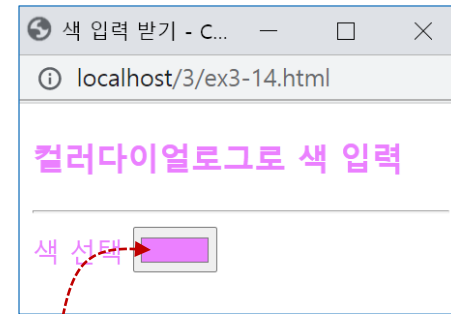 색 입력 받기 - C...
localhost/3/ex3-14.html
컬러다이얼로그로 색 입력
색 선택